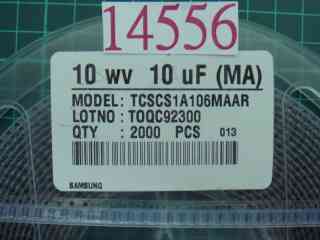 14556
10 wv 10 uF (MA)
MODEL: TCSCS1A106MAAR
LOTNO : TOQC92300
QTY : 2000 PCS 013
SAMSUNG